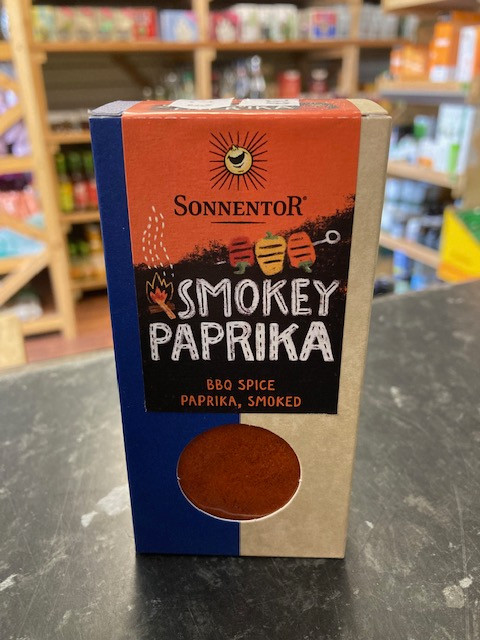 SONNENTOR®
SMOKEY
PAPRIKA
BBQ SPICE
PAPRIKA, SMOKED